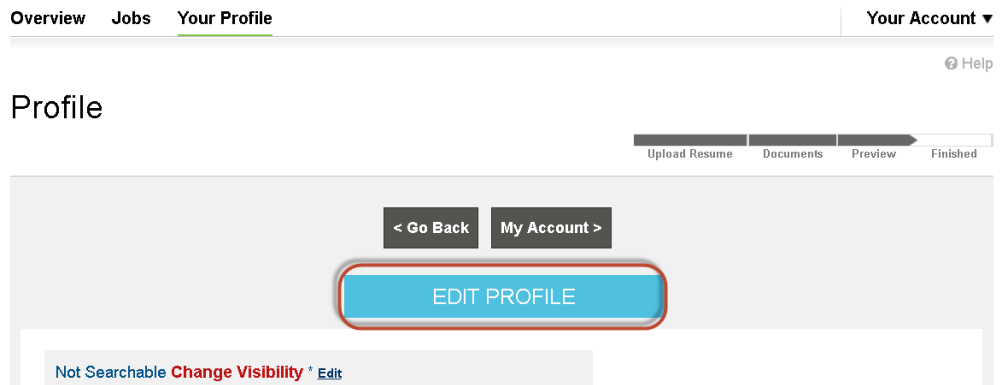 Overview Jobs Your Profile Your Account ▼
Help
Profile
Upload Resume Documents Preview Finished
< Go Back My Account >
EDIT PROFILE
Not Searchable Change Visibility * Edit